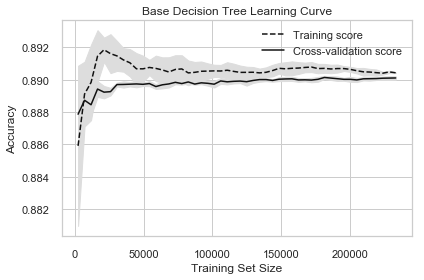 Base Decision Tree Learning Curve
Training score
Cross-validation score
0.892
0.890
0.888
0.886
0.884
0.882
Accuracy
0 50000 100000 150000 200000
Training Set Size